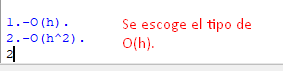 1.-O(h).
2.-O(h^2).
2
Se escoge el tipo de
O(h).